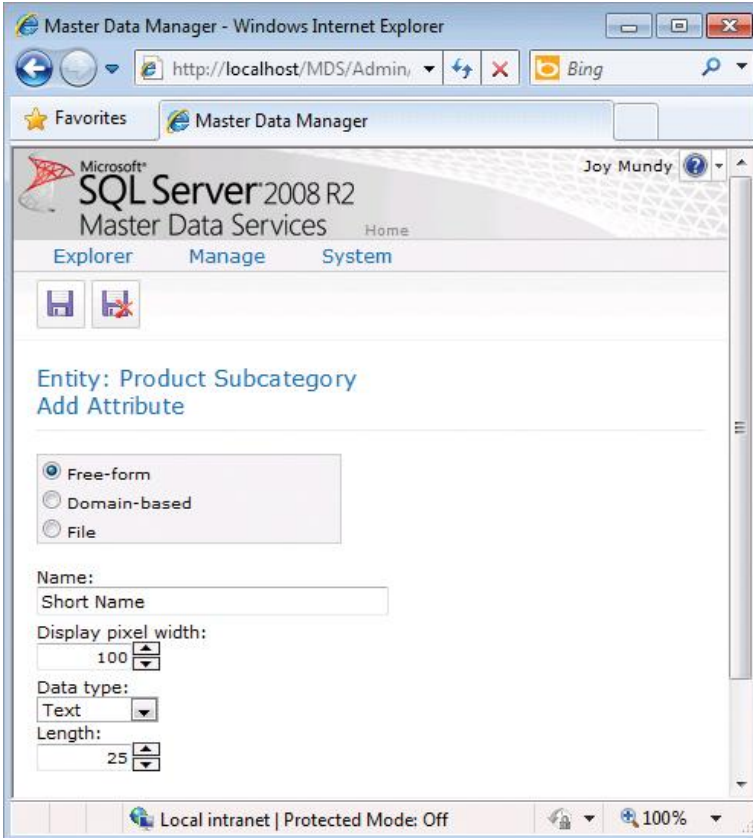 Master Data Manager - Windows Internet Explorer
http://localhost/MDS/Admin,
Bing
Favorites
Master Data Manager
Microsoft®
SQL Server® 2008 R2
Master Data Services
Home
Joy Mundy
Explorer Manage System
Entity: Product Subcategory
Add Attribute
Free-form
Domain-based
File
Name:
Short Name
Display pixel width:
100
Data type:
Text
Length:
25
Local intranet | Protected Mode: Off
100%